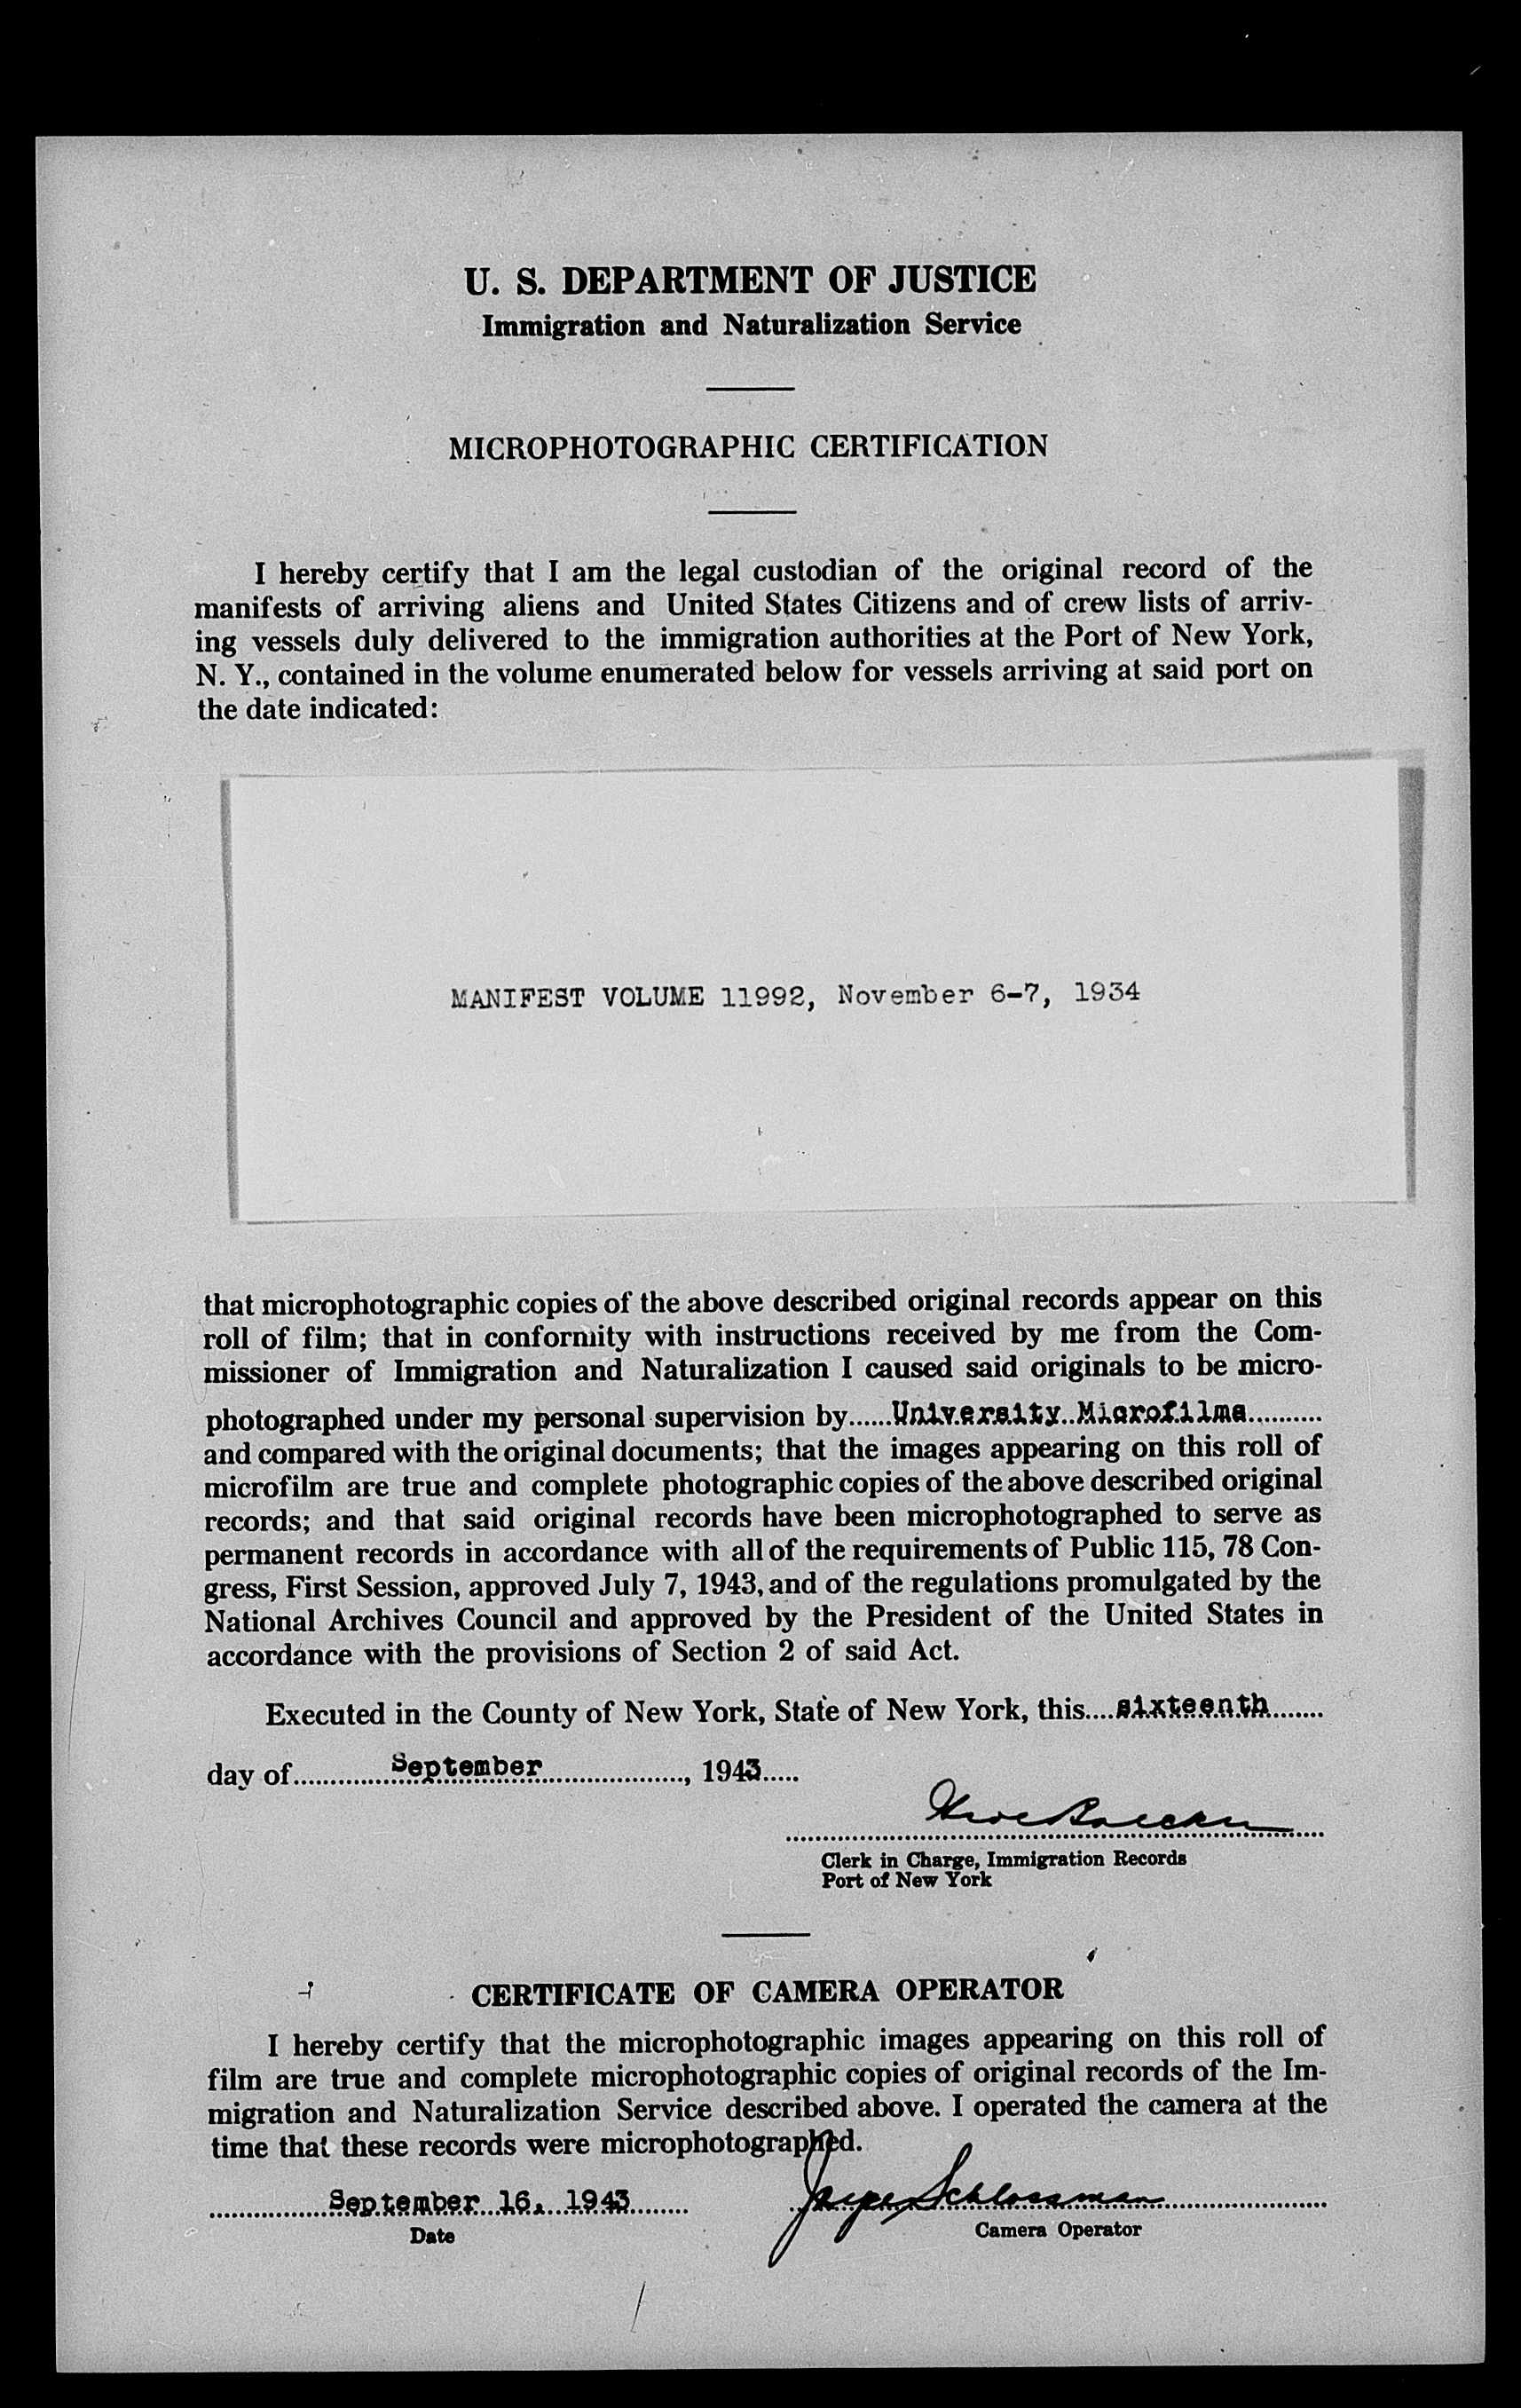 U. S. DEPARTMENT OF JUSTICE
Immigration and Naturalization Service
MICROPHOTOGRAPHIC CERTIFICATION
I hereby certify that I am the legal custodian of the original record of the
manifests of arriving aliens and United States Citizens and of crew lists of arriv-
ing vessels duly delivered to the immigration authorities at the Port of New York,
N. Y., contained in the volume enumerated below for vessels arriving at said port on
the date indicated:
MANIFEST VOLUME 11992, November 6-7, 1934
that microphotographic copies of the above described original records appear on this
roll of film; that in conformity with instructions received by me from the Com-
missioner of Immigration and Naturalization I caused said originals to be micro-
photographed under my personal supervision by......University Microfilms..........
and compared with the original documents; that the images appearing on this roll of
microfilm are true and complete photographic copies of the above described original
records; and that said original records have been microphotographed to serve as
permanent records in accordance with all of the requirements of Public 115, 78 Con-
gress, First Session, approved July 7, 1943, and of the regulations promulgated by the
National Archives Council and approved by the President of the United States in
accordance with the provisions of Section 2 of said Act.
Executed in the County of New York, State of New York, this....sixteenth........
day of..............September...................., 1943.....
Clerk in Charge, Immigration Records
Port of New York
CERTIFICATE OF CAMERA OPERATOR
I hereby certify that the microphotographic images appearing on this roll of
film are true and complete microphotographic copies of original records of the Im-
migration and Naturalization Service described above. I operated the camera at the
time that these records were microphotographed.
September 16, 1943 Schlossman
Date Camera Operator